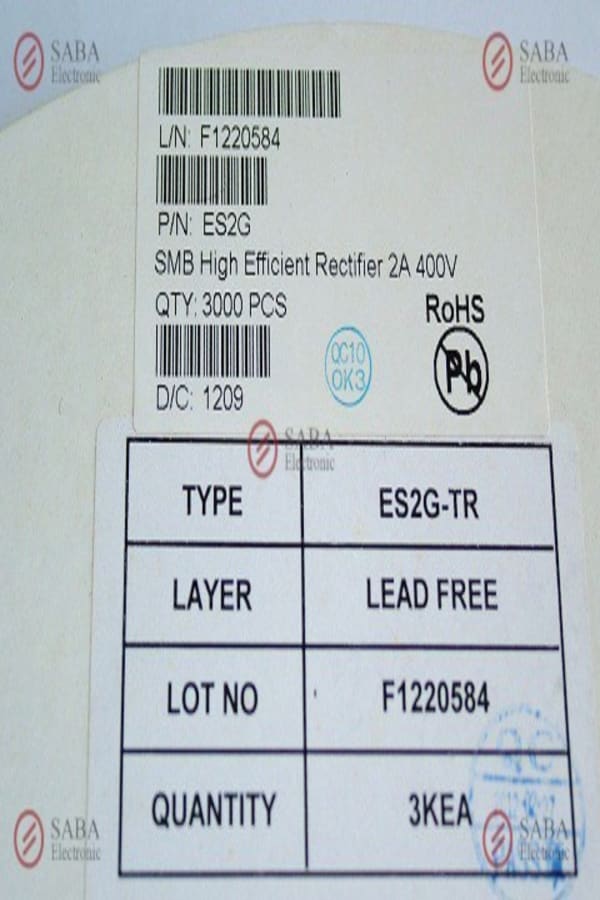 SABA
Electronic
SABA
Electronic
L/N: F1220584
P/N: ES2G
SMB High Efficient Rectifier 2A 400V
QTY: 3000 PCS
RoHS
Pb
QC10
OK3
D/C: 1209
SABA
Electronic
TYPE ES2G-TR
LAYER LEAD FREE
LOT NO F1220584
QUANTITY 3KEA
QC
SABA
Electronic
SABA
Electronic